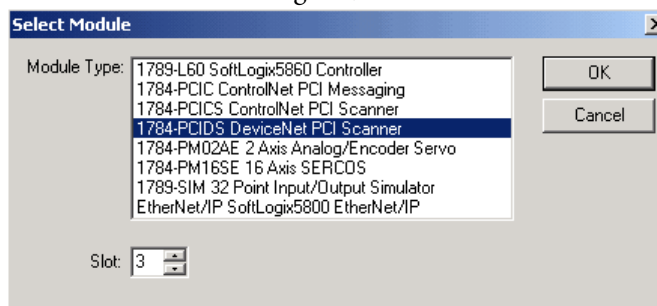 Select Module
Module Type:
1789-L60 SoftLogix5860 Controller
1784-PCIC ControlNet PCI Messaging
1784-PCICS ControlNet PCI Scanner
1784-PCIDS DeviceNet PCI Scanner
1784-PM02AE 2 Axis Analog/Encoder Servo
1784-PM16SE 16 Axis SERCOS
1789-SIM 32 Point Input/Output Simulator
EtherNet/IP SoftLogix5800 EtherNet/IP
OK
Cancel
Slot: 3